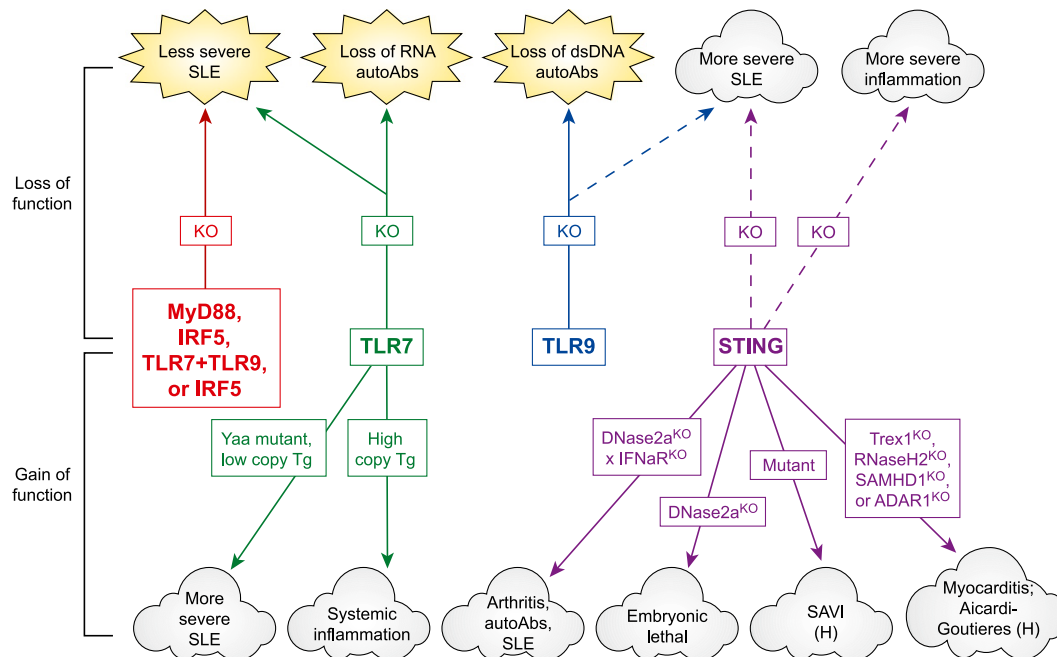 Less severe
SLE
Loss of RNA
autoAbs
Loss of dsDNA
autoAbs
More severe
SLE
More severe
inflammation
Loss of
function
KO
KO
KO
KO
KO
MyD88,
IRF5,
TLR7+TLR9,
or IRF5
TLR7
TLR9
STING
Gain of
function
Yaa mutant,
low copy Tg
High
copy Tg
DNase2aKO
x IFNaRKO
DNase2aKO
Mutant
Trex1KO,
RNaseH2KO,
SAMHD1KO,
or ADAR1KO
More
severe
SLE
Systemic
inflammation
Arthritis,
autoAbs,
SLE
Embryonic
lethal
SAVI
(H)
Myocarditis;
Aicardi-
Goutieres (H)